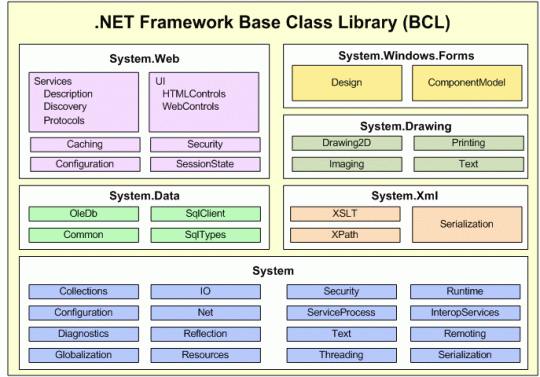 .NET Framework Base Class Library (BCL)
System.Web
Services
Description
Discovery
Protocols
UI
HTMLControls
WebControls
Caching
Security
Configuration
SessionState
System.Windows.Forms
Design
ComponentModel
System.Drawing
Drawing2D
Printing
Imaging
Text
System.Data
OleDb
SqlClient
Common
SqlTypes
System.Xml
XSLT
XPath
Serialization
System
Collections
IO
Security
Runtime
Configuration
Net
ServiceProcess
InteropServices
Diagnostics
Reflection
Text
Remoting
Globalization
Resources
Threading
Serialization